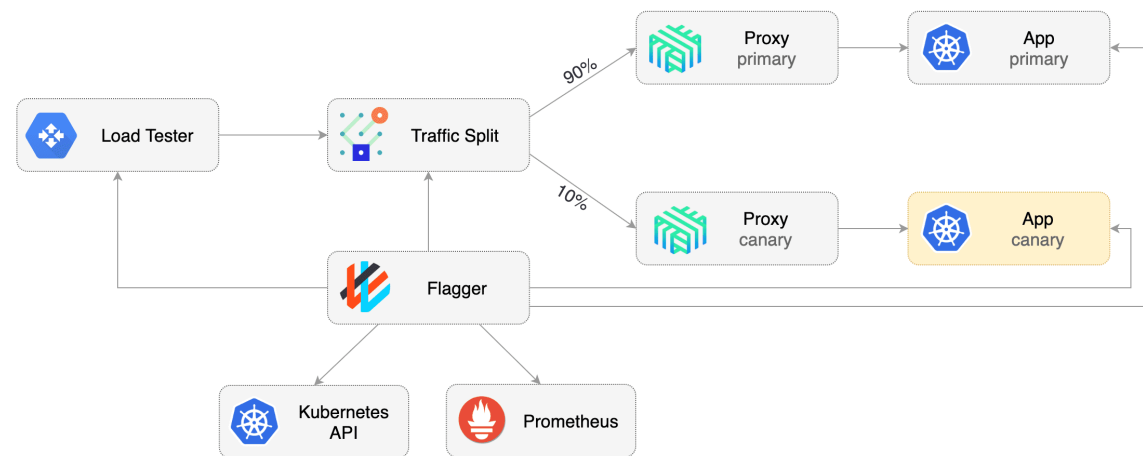 Proxy
primary
App
primary
90%
Load Tester
Traffic Split
10%
Proxy
canary
App
canary
Flagger
Kubernetes
API
Prometheus